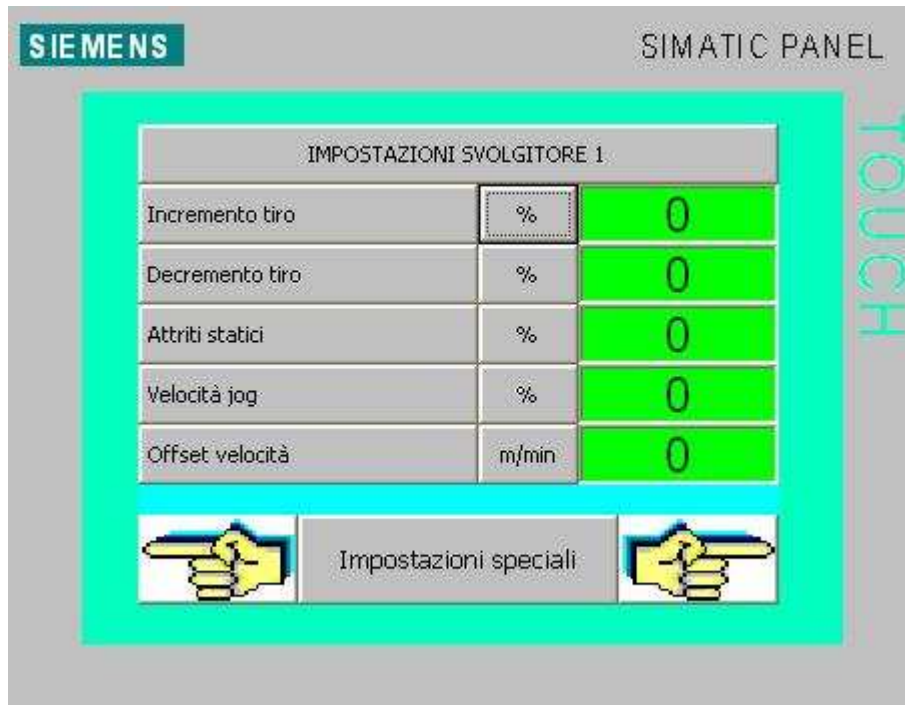 SIEMENS
SIMATIC PANEL
TOUCH
IMPOSTAZIONI SVOLGITORE 1
Incremento tiro % 0
Decremento tiro % 0
Attriti statici % 0
Velocità jog % 0
Offset velocità m/min 0
Impostazioni speciali